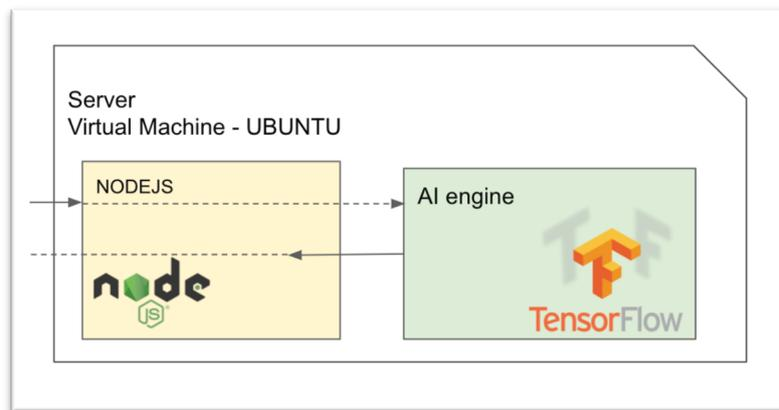 Server
Virtual Machine - UBUNTU
NODEJS
AI engine
node
JS
TensorFlow